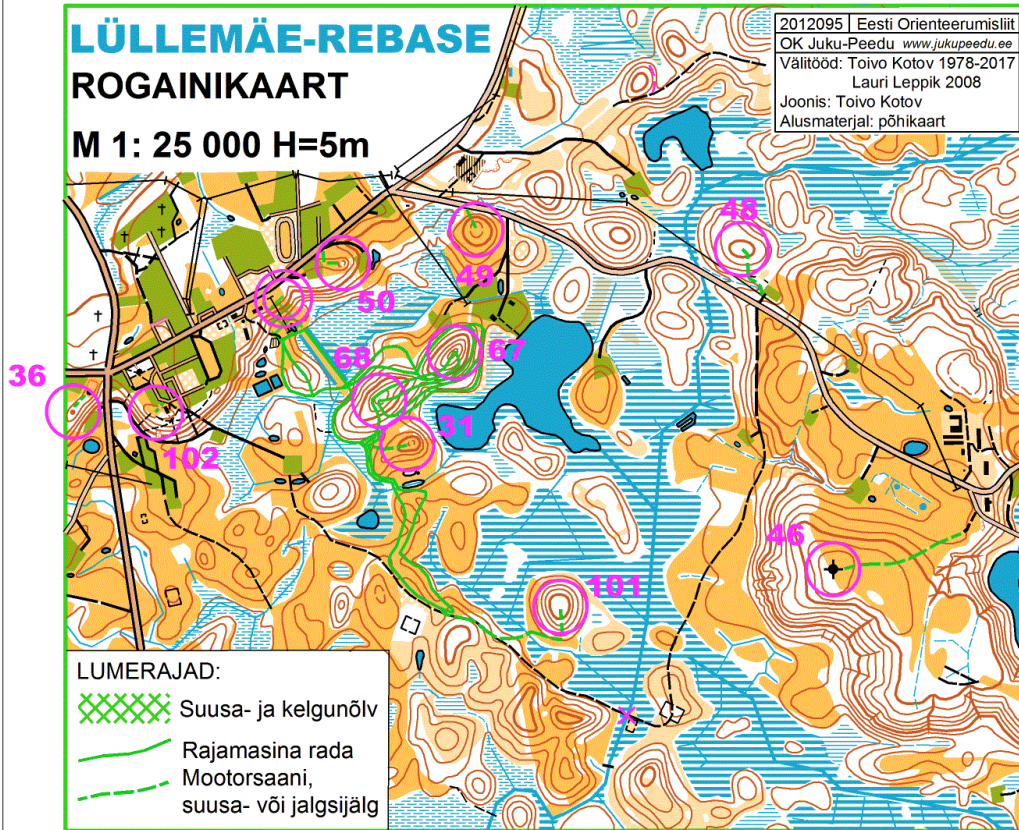 LÜLLEMÄE-REBASE
ROGAINIKAART
M 1: 25 000 H=5m
2012095 Eesti Orienteerumisliit
OK Juku-Peedu www.jukupeedu.ee
Välitööd: Toivo Kotov 1978-2017
Lauri Leppik 2008
Joonis: Toivo Kotov
Alusmaterjal: põhikaart
48
49
50
68
67
36
31
102
46
101
LUMERAJAD:
Suusa- ja kelgunõlv
Rajamasina rada
Mootorsaani,
suusa- või jalgsijälg